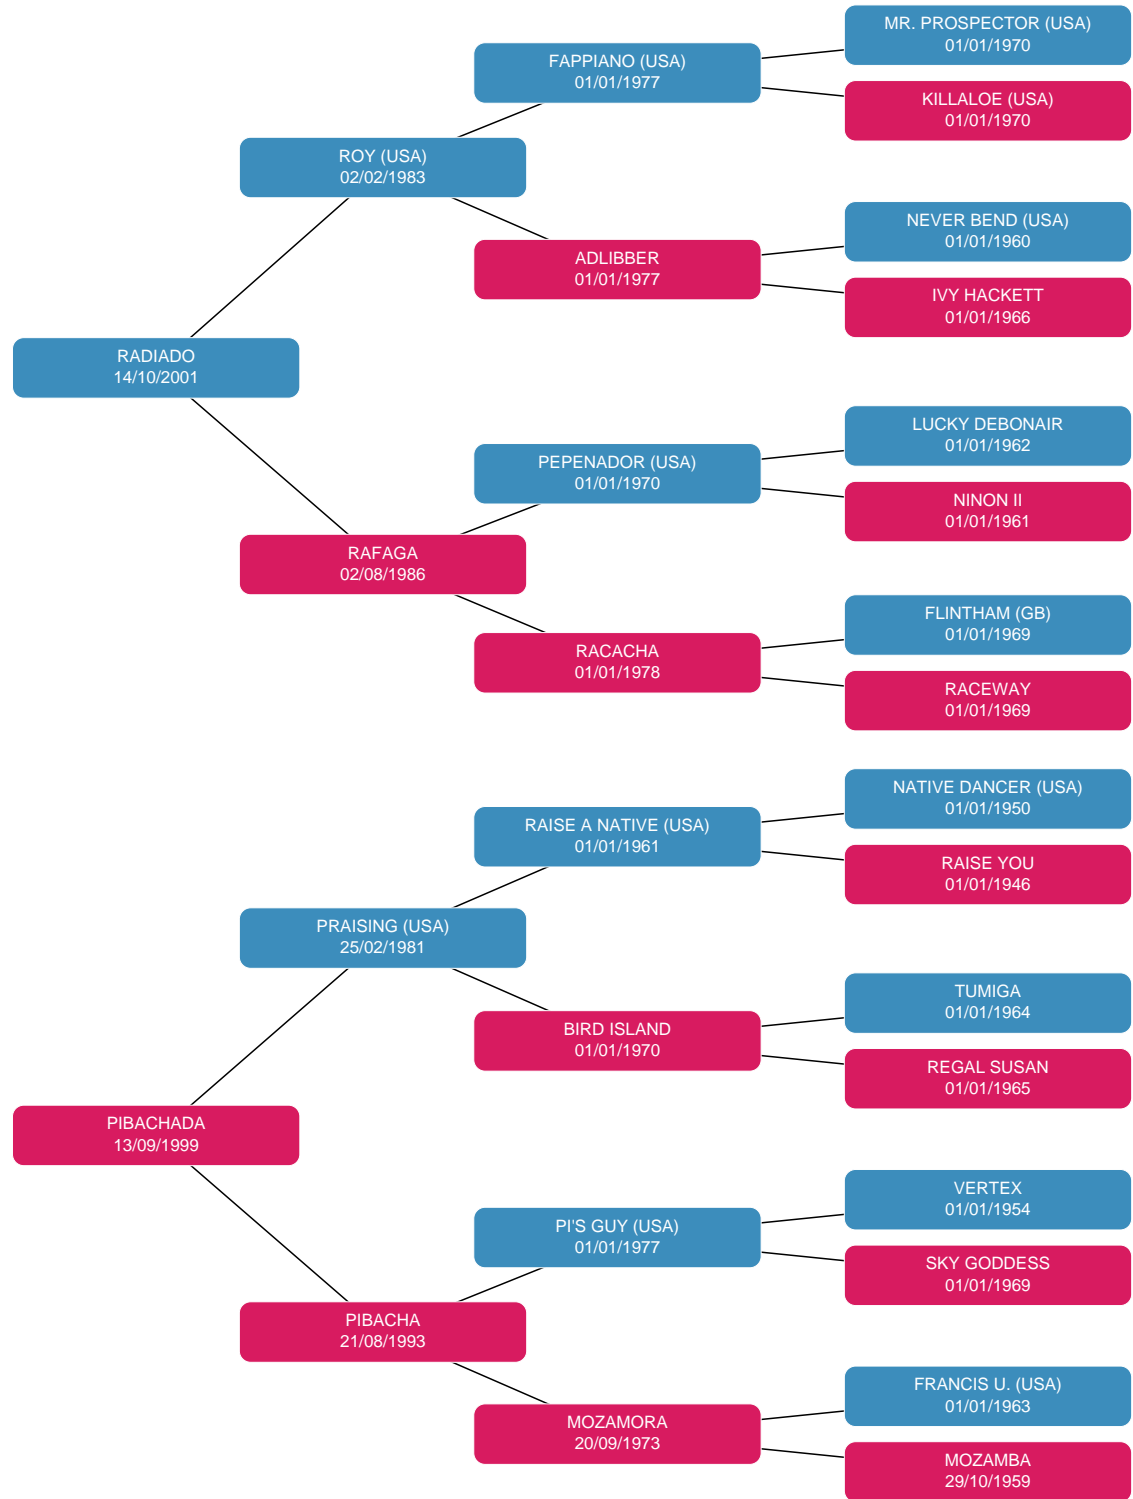 MR. PROSPECTOR (USA)
01/01/1970
FAPPIANO (USA)
01/01/1977
KILLALOE (USA)
01/01/1970
ROY (USA)
02/02/1983
NEVER BEND (USA)
01/01/1960
ADLIBBER
01/01/1977
IVY HACKETT
01/01/1966
RADIADO
14/10/2001
LUCKY DEBONAIR
01/01/1962
PEPENADOR (USA)
01/01/1970
NINON II
01/01/1961
RAFAGA
02/08/1986
FLINTHAM (GB)
01/01/1969
RACACHA
01/01/1978
RACEWAY
01/01/1969
NATIVE DANCER (USA)
01/01/1950
RAISE A NATIVE (USA)
01/01/1961
RAISE YOU
01/01/1946
PRAISING (USA)
25/02/1981
TUMIGA
01/01/1964
BIRD ISLAND
01/01/1970
REGAL SUSAN
01/01/1965
PIBACHADA
13/09/1999
VERTEX
01/01/1954
PI'S GUY (USA)
01/01/1977
SKY GODDESS
01/01/1969
PIBACHA
21/08/1993
FRANCIS U. (USA)
01/01/1963
MOZAMORA
20/09/1973
MOZAMBA
29/10/1959